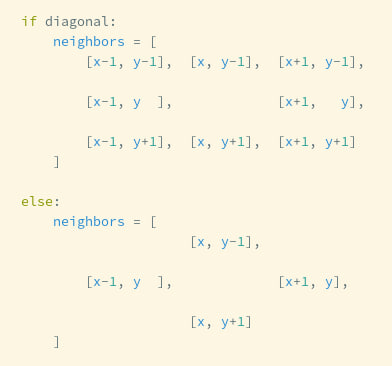 if diagonal:
    neighbors = [
        [x-1, y-1],  [x, y-1],  [x+1, y-1],
        [x-1, y  ],             [x+1,   y],
        [x-1, y+1],  [x, y+1],  [x+1, y+1]
    ]
else:
    neighbors = [
                     [x, y-1],
        [x-1, y  ],             [x+1, y],
                     [x, y+1]
    ]